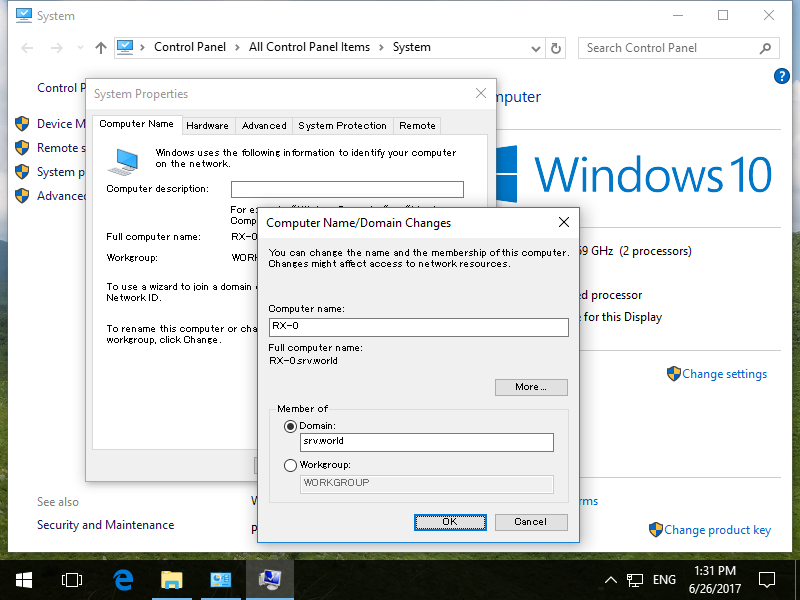 System
Control Panel
All Control Panel Items
System
Search Control Panel
?
Control P
Device M
Remote s
System p
Advance
See also
Security and Maintenance
System Properties
Computer Name
Hardware
Advanced
System Protection
Remote
Windows uses the following information to identify your computer
on the network.
Computer description:
For
Comp
Full computer name:
RX-0
Workgroup:
WORK
To use a wizard to join a domain
Network ID.
To rename this computer or cha
workgroup, click Change.
mputer
Windows 10
69 GHz (2 processors)
ed processor
e for this Display
Change settings
rms
Change product key
Computer Name/Domain Changes
You can change the name and the membership of this computer.
Changes might affect access to network resources.
Computer name:
RX-0
Full computer name:
RX-0.srv.world
More...
Member of
Domain:
srv.world
Workgroup:
WORKGROUP
OK
Cancel
ENG
1:31 PM
6/26/2017